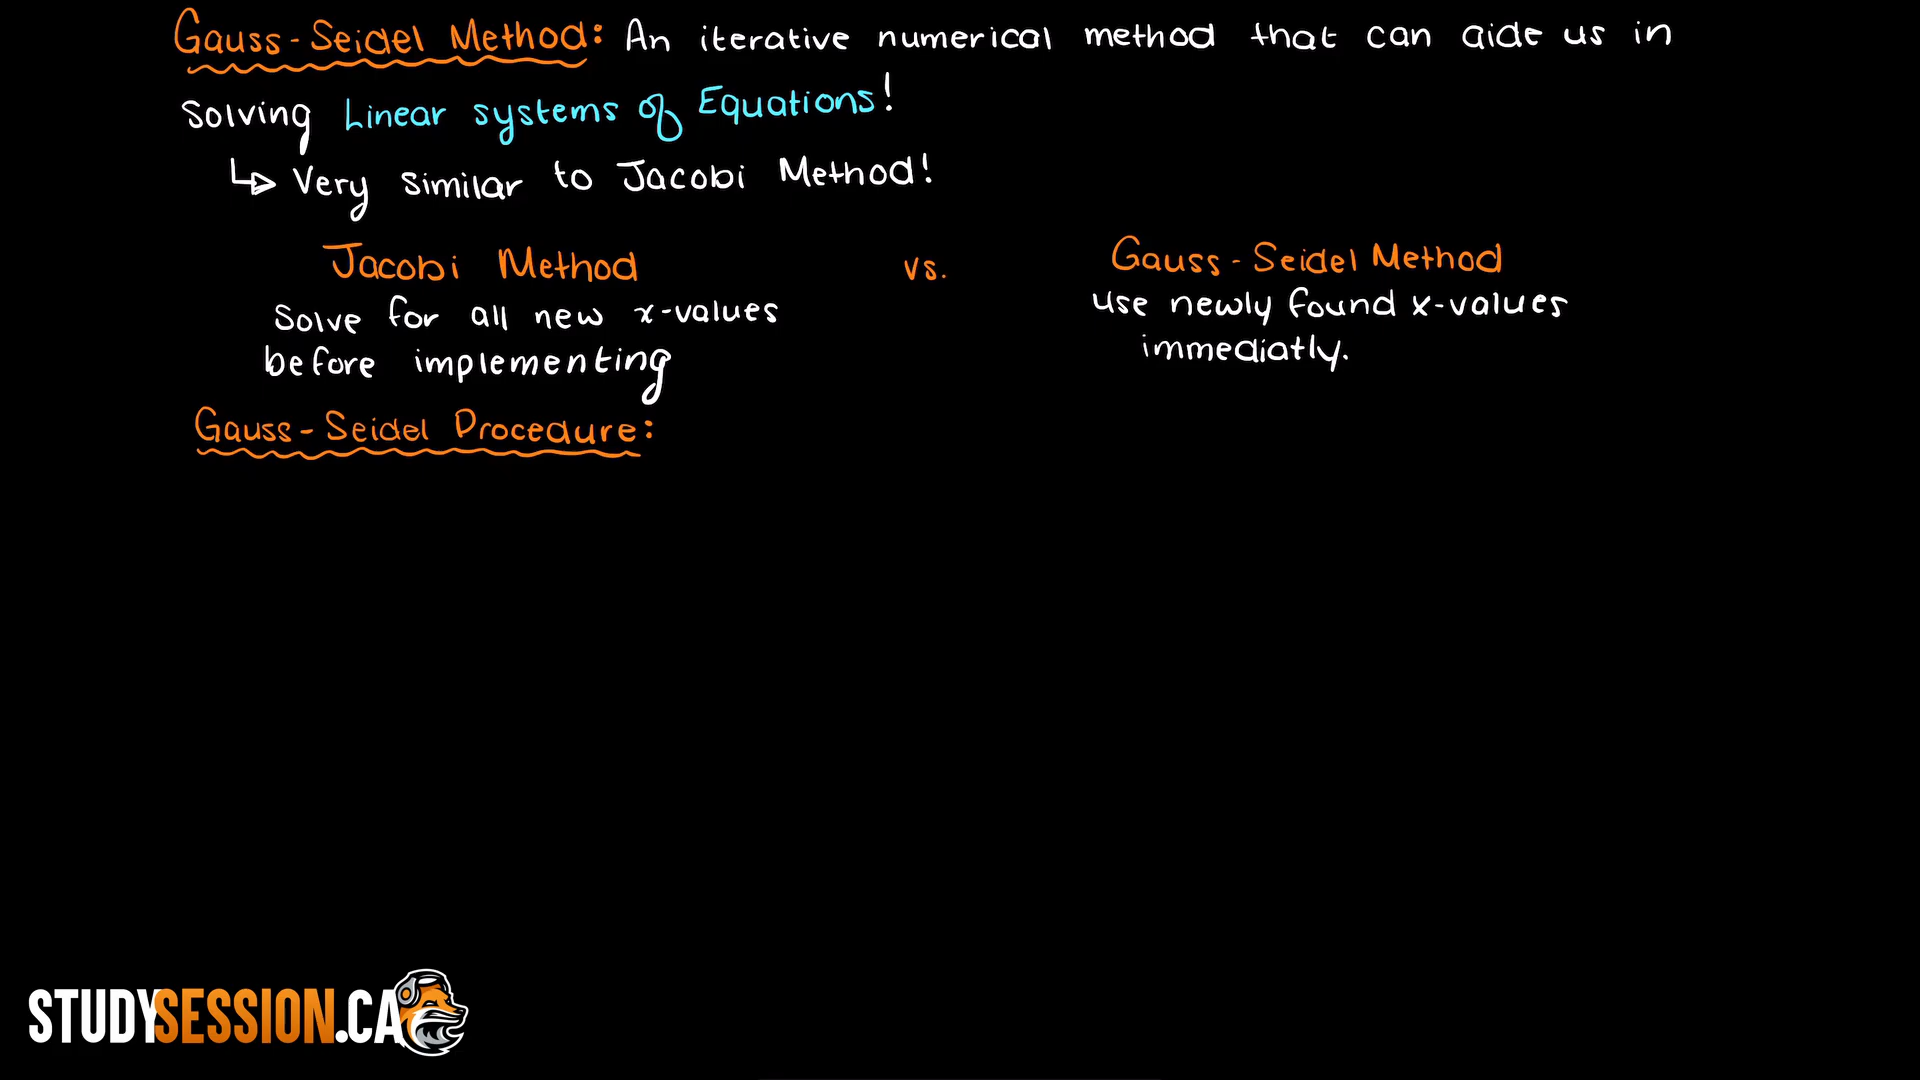 Gauss-Seidel Method: An iterative numerical method that can aide us in
solving Linear systems of Equations!
↳ Very similar to Jacobi Method!
Jacobi Method vs. Gauss-Seidel Method
Solve for all new x-values
before implementing
use newly found x-values
immediatly.
Gauss-Seidel Procedure:
STUDYSESSION.CA